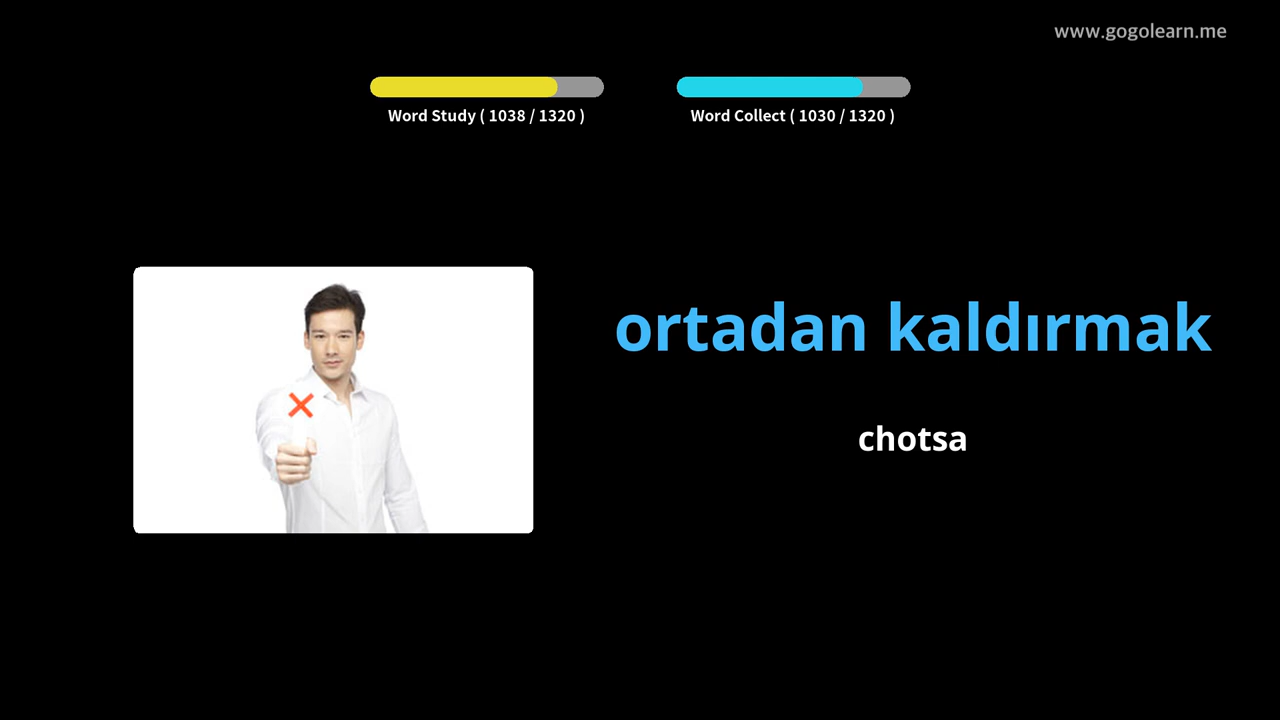 www.gogolearn.me
Word Study ( 1038 / 1320 )
Word Collect ( 1030 / 1320 )
ortadan kaldırmak
chotsa